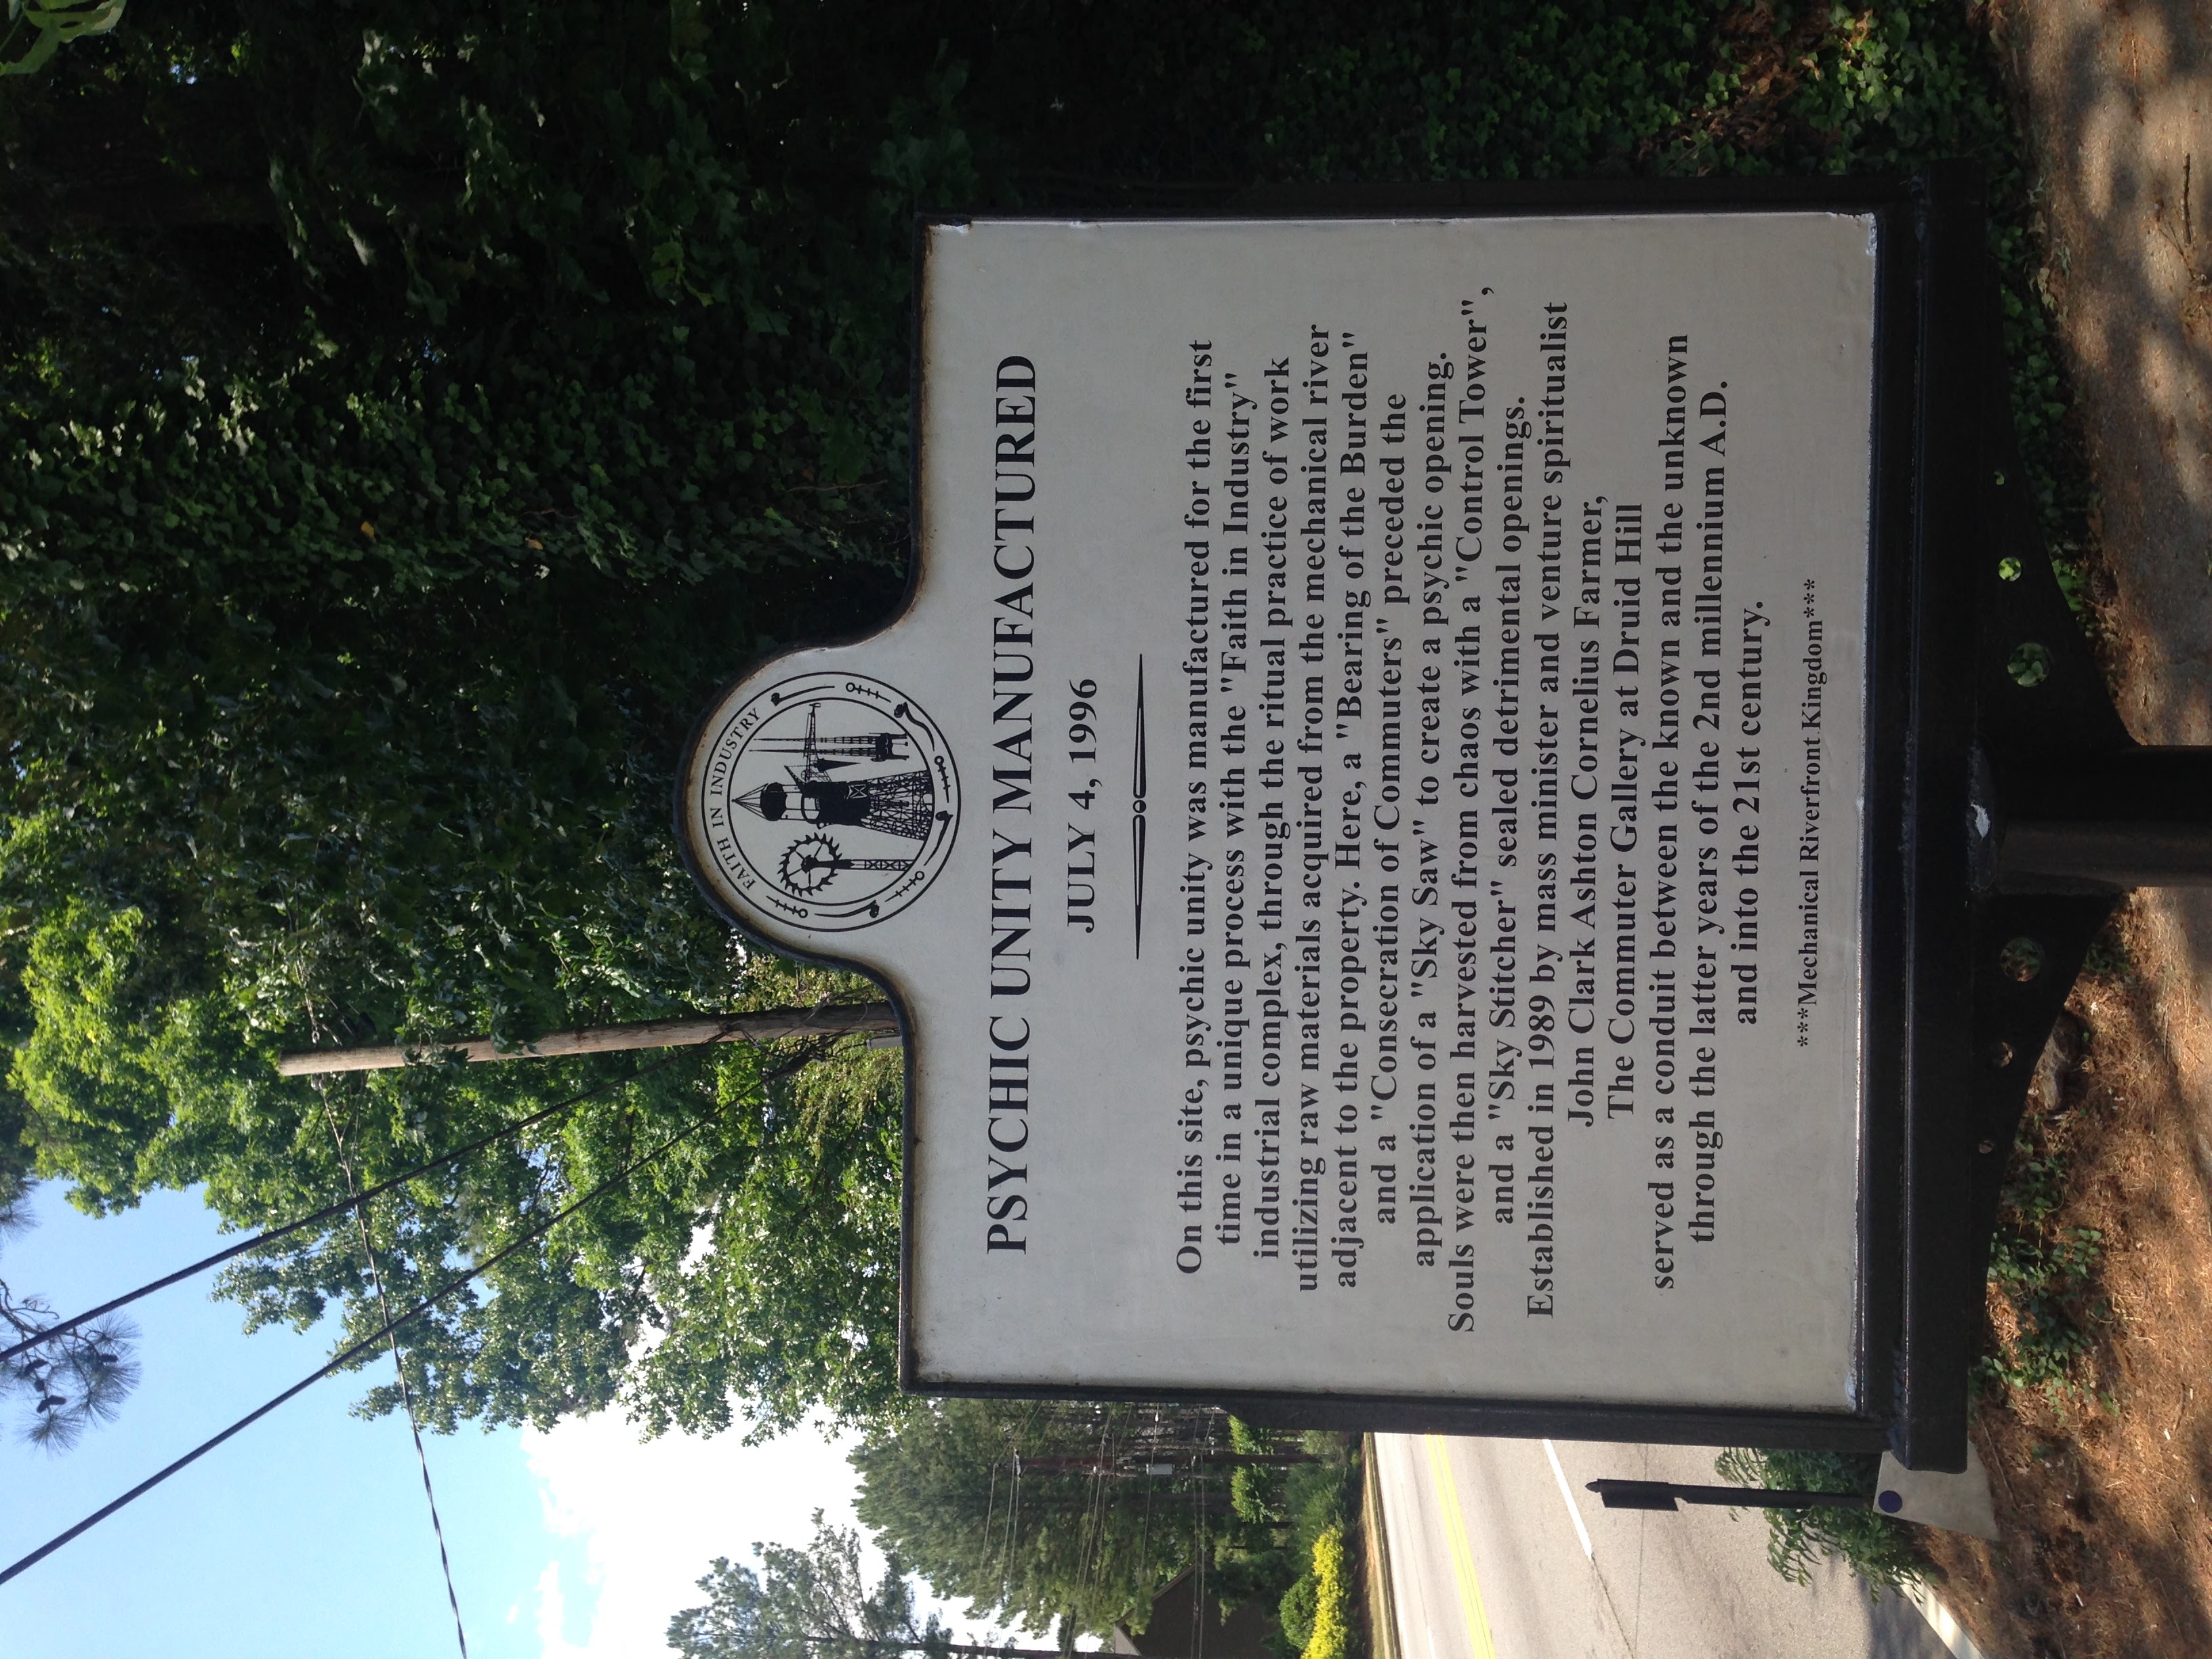 FAITH IN INDUSTRY
PSYCHIC UNITY MANUFACTURED
JULY 4, 1996
On this site, psychic unity was manufactured for the first
time in a unique process with the "Faith in Industry"
industrial complex, through the ritual practice of work
utilizing raw materials acquired from the mechanical river
adjacent to the property. Here, a "Bearing of the Burden"
and a "Consecration of Commuters" preceded the
application of a "Sky Saw" to create a psychic opening.
Souls were then harvested from chaos with a "Control Tower",
and a "Sky Stitcher" sealed detrimental openings.
Established in 1989 by mass minister and venture spiritualist
John Clark Ashton Cornelius Farmer,
The Commuter Gallery at Druid Hill
served as a conduit between the known and the unknown
through the latter years of the 2nd millennium A.D.
and into the 21st century.
****Mechanical Riverfront Kingdom***